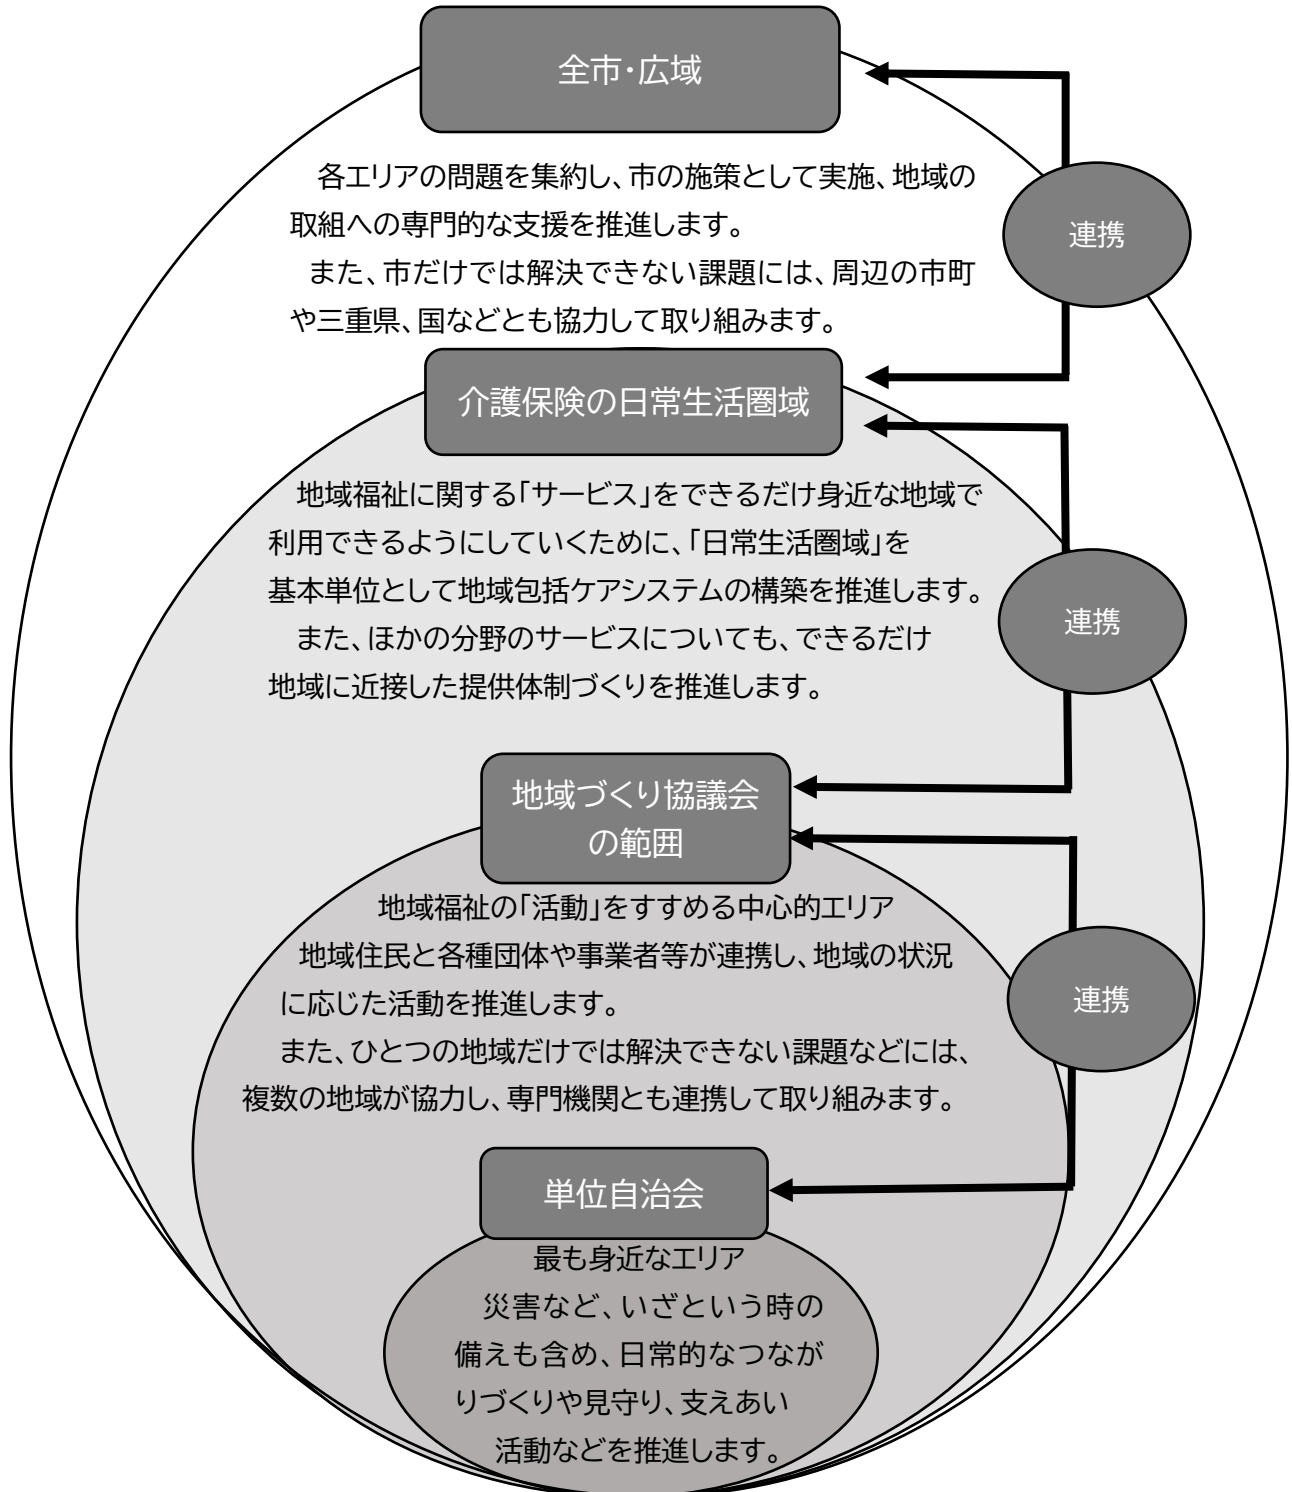 全市・広域
各エリアの問題を集約し、市の施策として実施、地域の
取組への専門的な支援を推進します。
また、市だけでは解決できない課題には、周辺の市町
や三重県、国などとも協力して取り組みます。
連携
介護保険の日常生活圏域
地域福祉に関する「サービス」をできるだけ身近な地域で
利用できるようにしていくために、「日常生活圏域」を
基本単位として地域包括ケアシステムの構築を推進します。
また、ほかの分野のサービスについても、できるだけ
地域に近接した提供体制づくりを推進します。
連携
地域づくり協議会
の範囲
地域福祉の「活動」をすすめる中心的エリア
地域住民と各種団体や事業者等が連携し、地域の状況
に応じた活動を推進します。
また、ひとつの地域だけでは解決できない課題などには、
複数の地域が協力し、専門機関とも連携して取り組みます。
連携
単位自治会
最も身近なエリア
災害など、いざという時の
備えも含め、日常的なつなが
りづくりや見守り、支えあい
活動などを推進します。